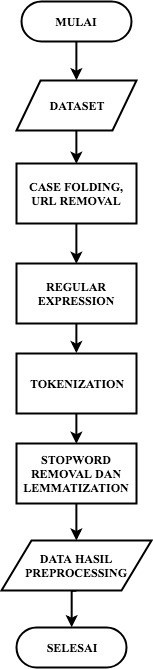 MULAI
DATASET
CASE FOLDING,
URL REMOVAL
REGULAR
EXPRESSION
TOKENIZATION
STOPWORD
REMOVAL DAN
LEMMATIZATION
DATA HASIL
PREPROCESSING
SELESAI